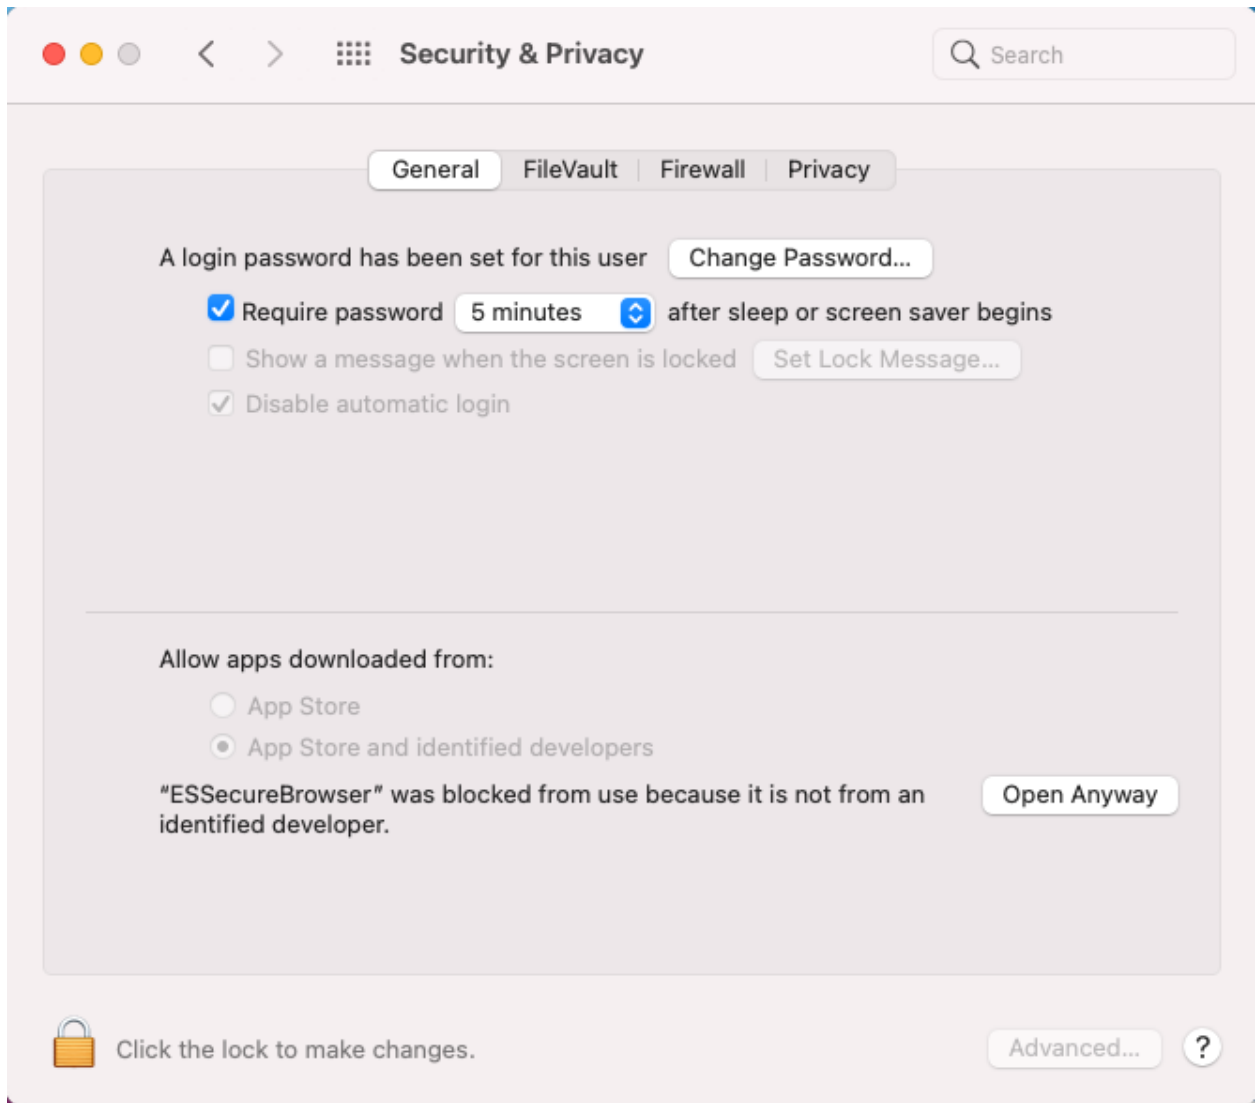 Security & Privacy
Search
General FileVault Firewall Privacy
A login password has been set for this user Change Password...
Require password 5 minutes after sleep or screen saver begins
Show a message when the screen is locked Set Lock Message...
Disable automatic login
Allow apps downloaded from:
App Store
App Store and identified developers
“ESSecureBrowser” was blocked from use because it is not from an Open Anyway
identified developer.
Click the lock to make changes. Advanced... ?